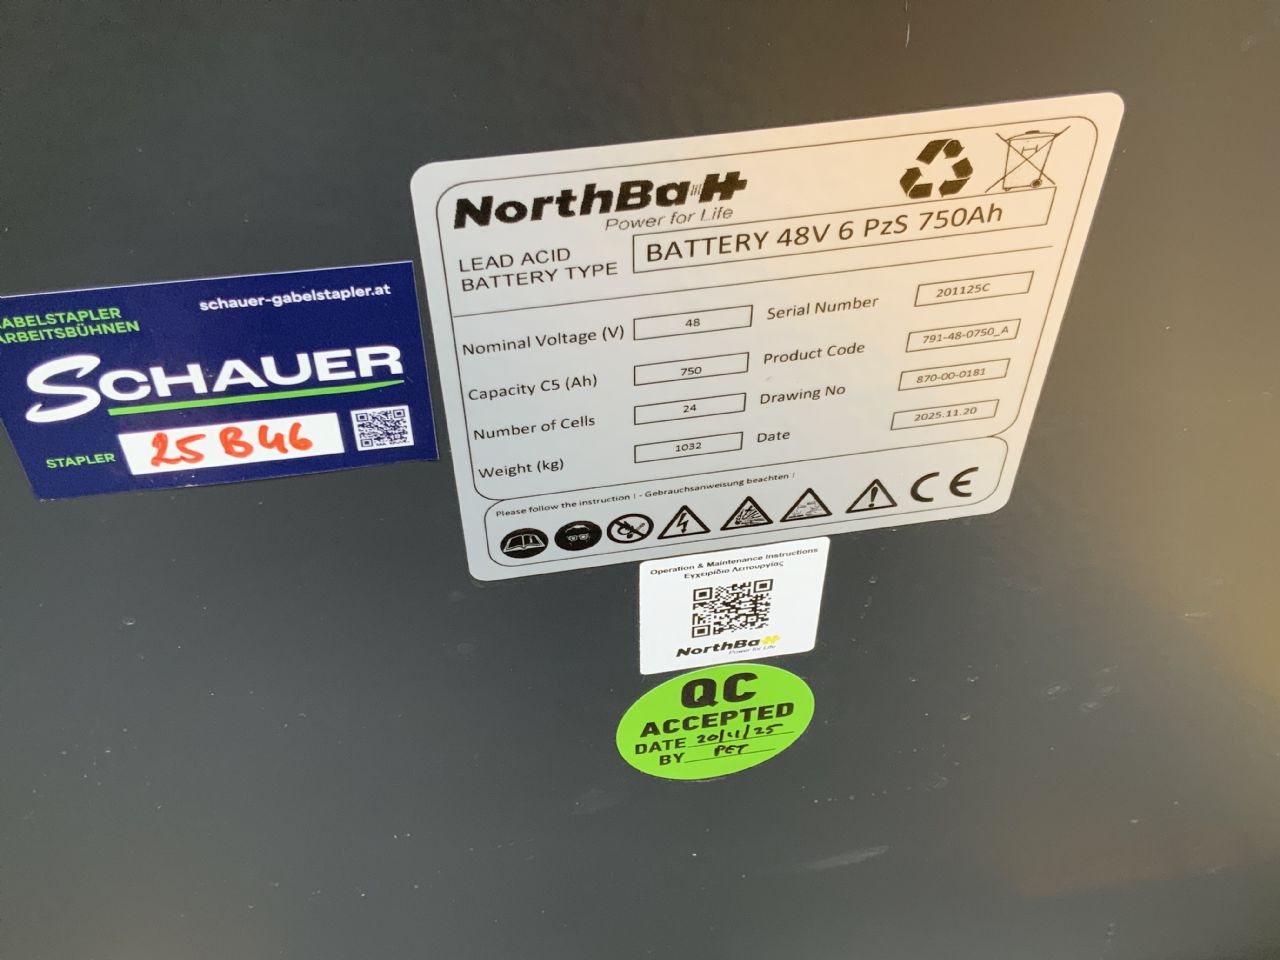 schauer-gabelstapler.at
ABELSTAPLER
ARBEITSBÜHNEN
SCHAUER
STAPLER 25 B46
NorthBatt
Power for Life
LEAD ACID
BATTERY TYPE
BATTERY 48V 6 PzS 750Ah
Nominal Voltage (V) 48
Capacity C5 (Ah) 750
Number of Cells 24
Weight (kg) 1032
Serial Number 201125C
Product Code 791-48-0750_A
Drawing No 870-00-0181
Date 2025.11.20
Please follow the instruction ! - Gebrauchsanweisung beachten !
CE
Operation & Maintenance Instructions
Εγχειρίδιο Λειτουργίας
NorthBatt
Power for Life
QC
ACCEPTED
DATE 20/11/25
BY PET